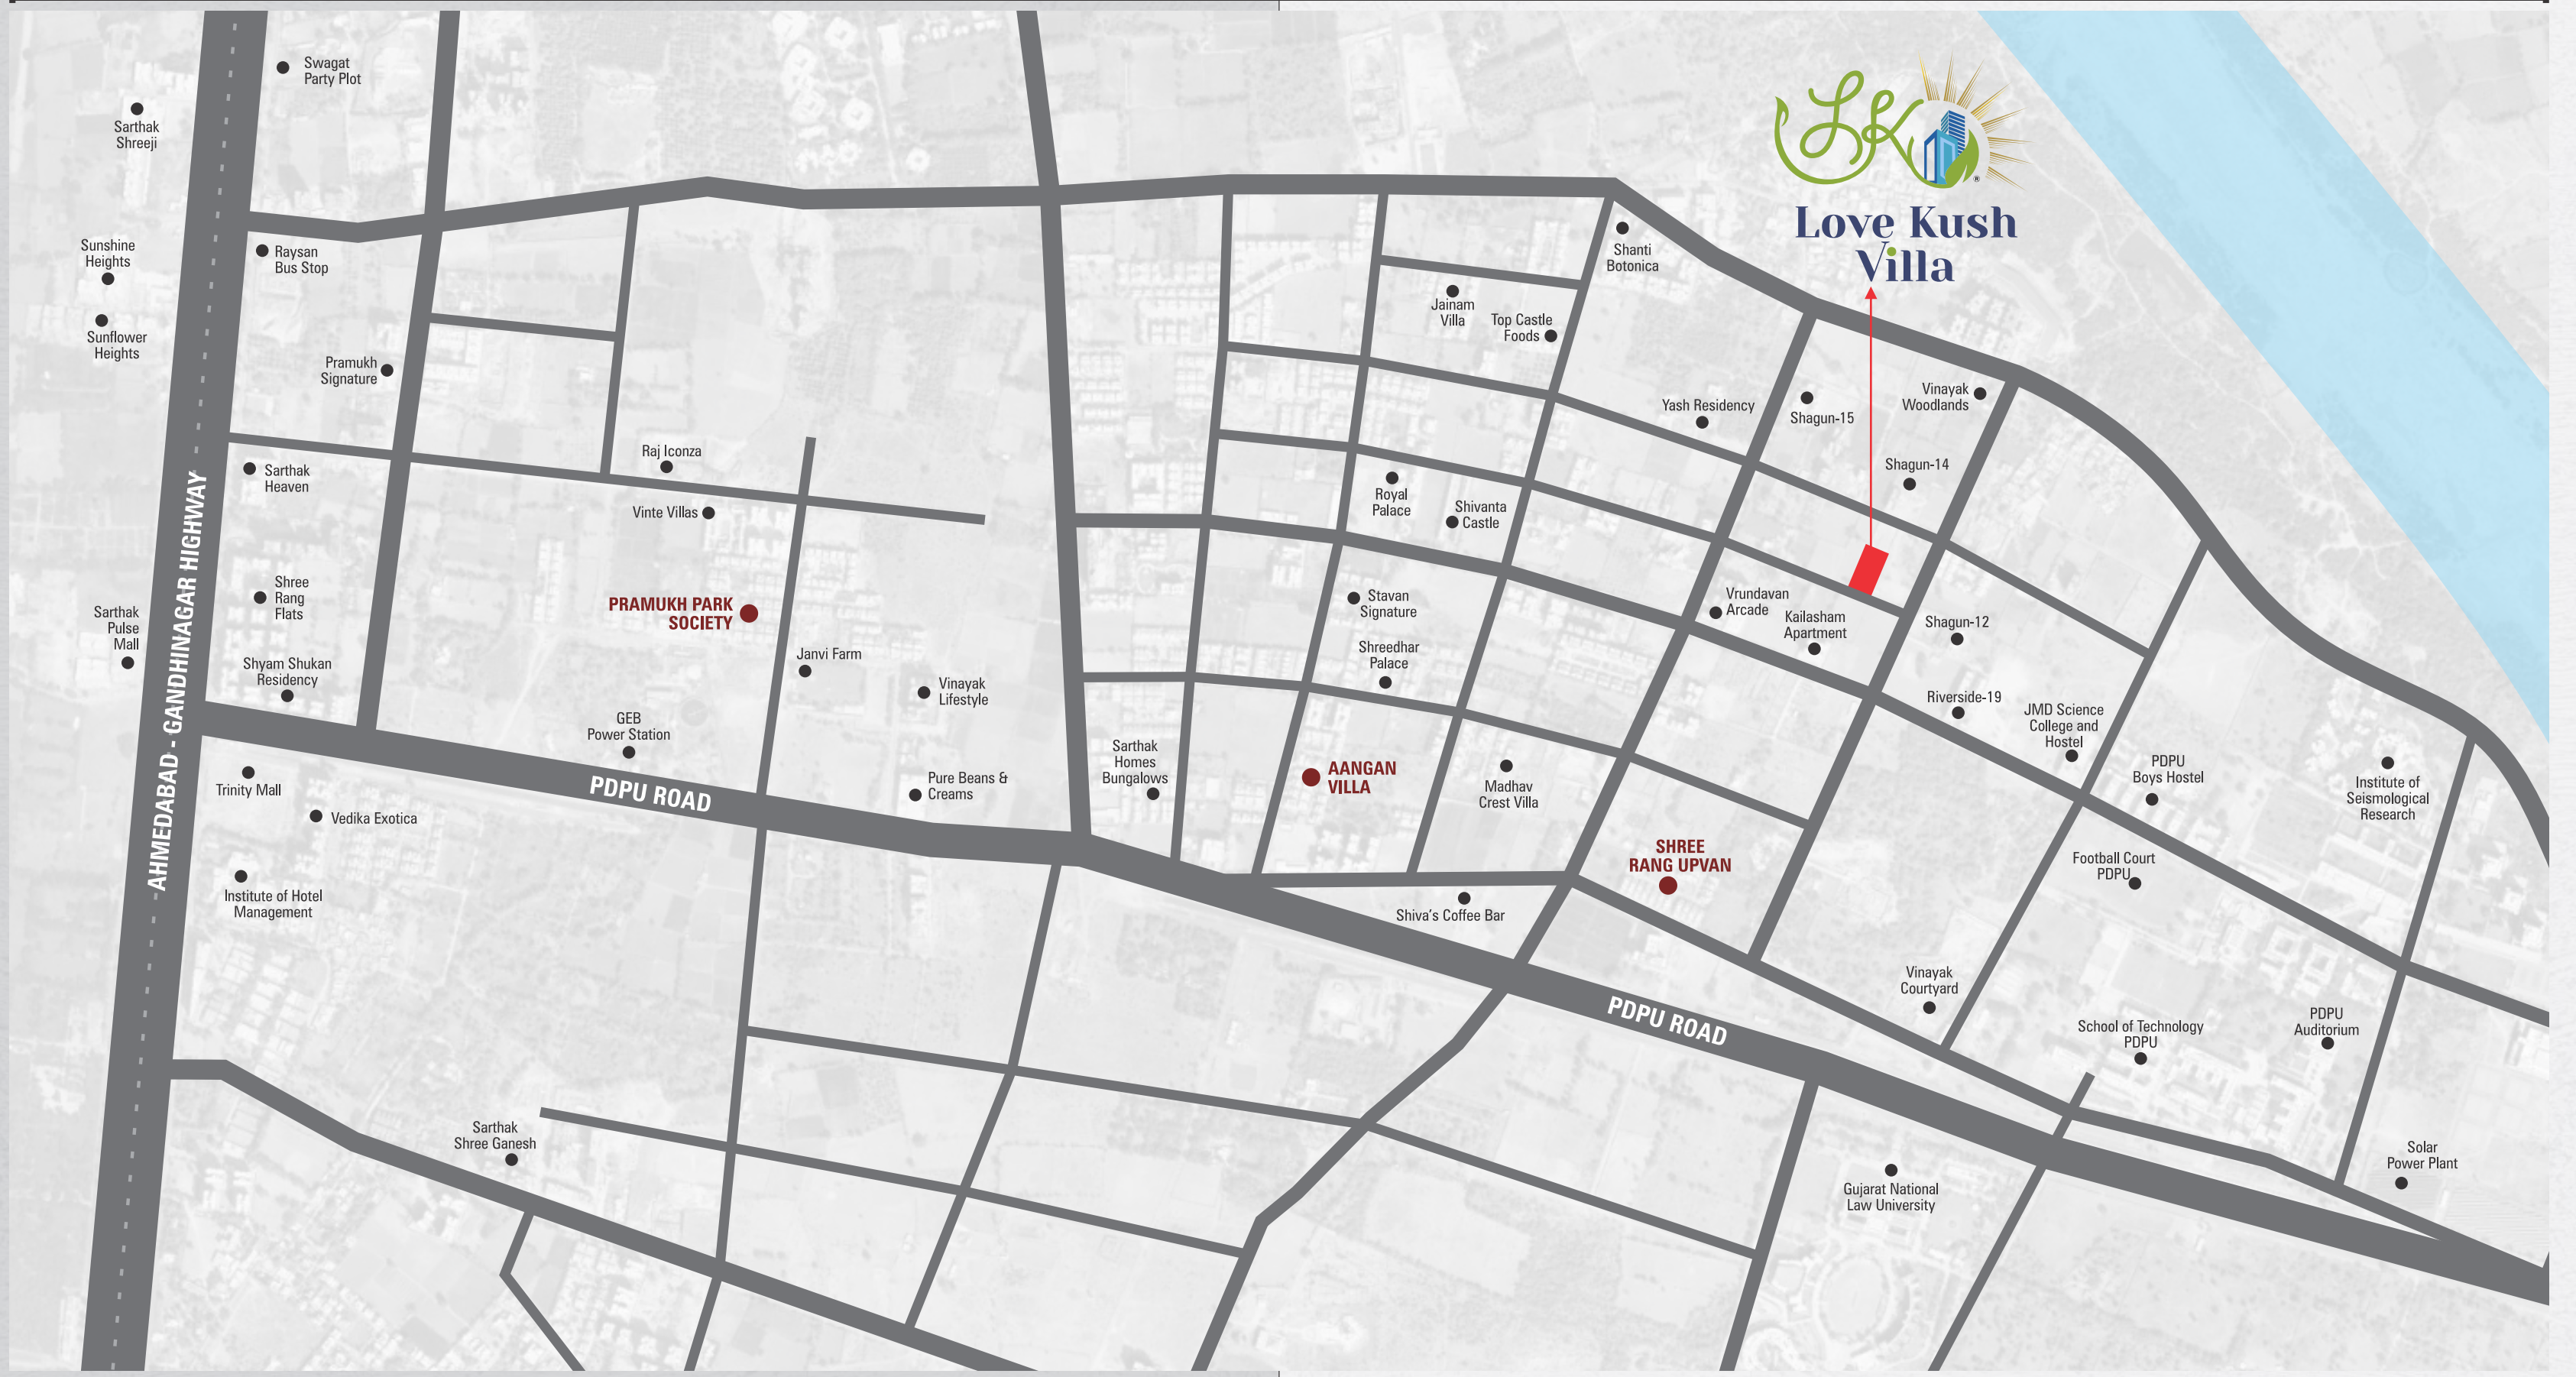 Swagat
Party Plot
Sarthak
Shreeji
LK
®
Love Kush
Villa
Sunshine
Heights
Raysan
Bus Stop
Shanti
Botonica
Sunflower
Heights
Jainam
Villa
Top Castle
Foods
Pramukh
Signature
Yash Residency
Shagun-15
Vinayak
Woodlands
Raj Iconza
Shagun-14
Sarthak
Heaven
Vinte Villas
Royal
Palace
Shivanta
Castle
AHMEDABAD - GANDHINAGAR HIGHWAY
Shree
Rang
Flats
PRAMUKH PARK
SOCIETY
Stavan
Signature
Vrundavan
Arcade
Kailasham
Apartment
Shagun-12
Sarthak
Pulse
Mall
Shyam Shukan
Residency
Janvi Farm
Shreedhar
Palace
Vinayak
Lifestyle
Riverside-19
JMD Science
College and
Hostel
GEB
Power Station
Sarthak
Homes
Bungalows
AANGAN
VILLA
Madhav
Crest Villa
PDPU
Boys Hostel
Institute of
Seismological
Research
Trinity Mall
PDPU ROAD
Pure Beans &
Creams
Vedika Exotica
SHREE
RANG UPVAN
Football Court
PDPU
Institute of Hotel
Management
Shiva's Coffee Bar
Vinayak
Courtyard
PDPU ROAD
School of Technology
PDPU
PDPU
Auditorium
Sarthak
Shree Ganesh
Gujarat National
Law University
Solar
Power Plant